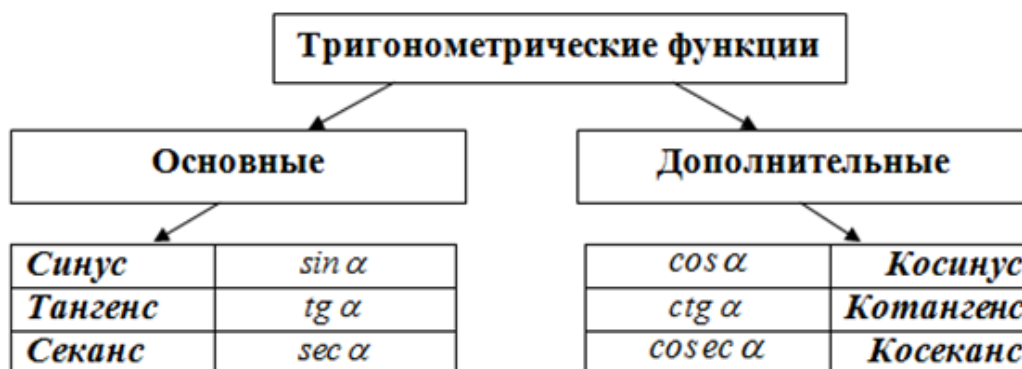 Тригонометрические функции
Основные
Дополнительные
Синус sin α
Тангенс tg α
Секанс sec α
cos α Косинус
ctg α Котангенс
cosec α Косеканс